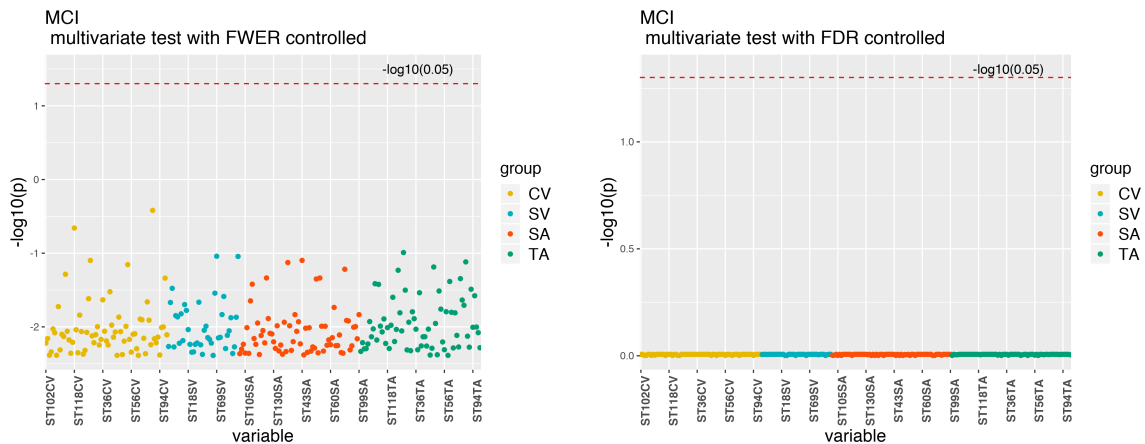 MCI
multivariate test with FWER controlled
-log10(0.05)
1
0
-1
-2
-log10(p)
ST102CV
ST118CV
ST36CV
ST56CV
ST94CV
ST18SV
ST69SV
ST105SA
ST130SA
ST43SA
ST60SA
ST99SA
ST118TA
ST36TA
ST56TA
ST94TA
variable
group
CV
SV
SA
TA
MCI
multivariate test with FDR controlled
-log10(0.05)
1.0
0.5
0.0
-log10(p)
ST102CV
ST118CV
ST36CV
ST56CV
ST94CV
ST18SV
ST69SV
ST105SA
ST130SA
ST43SA
ST60SA
ST99SA
ST118TA
ST36TA
ST56TA
ST94TA
variable
group
CV
SV
SA
TA